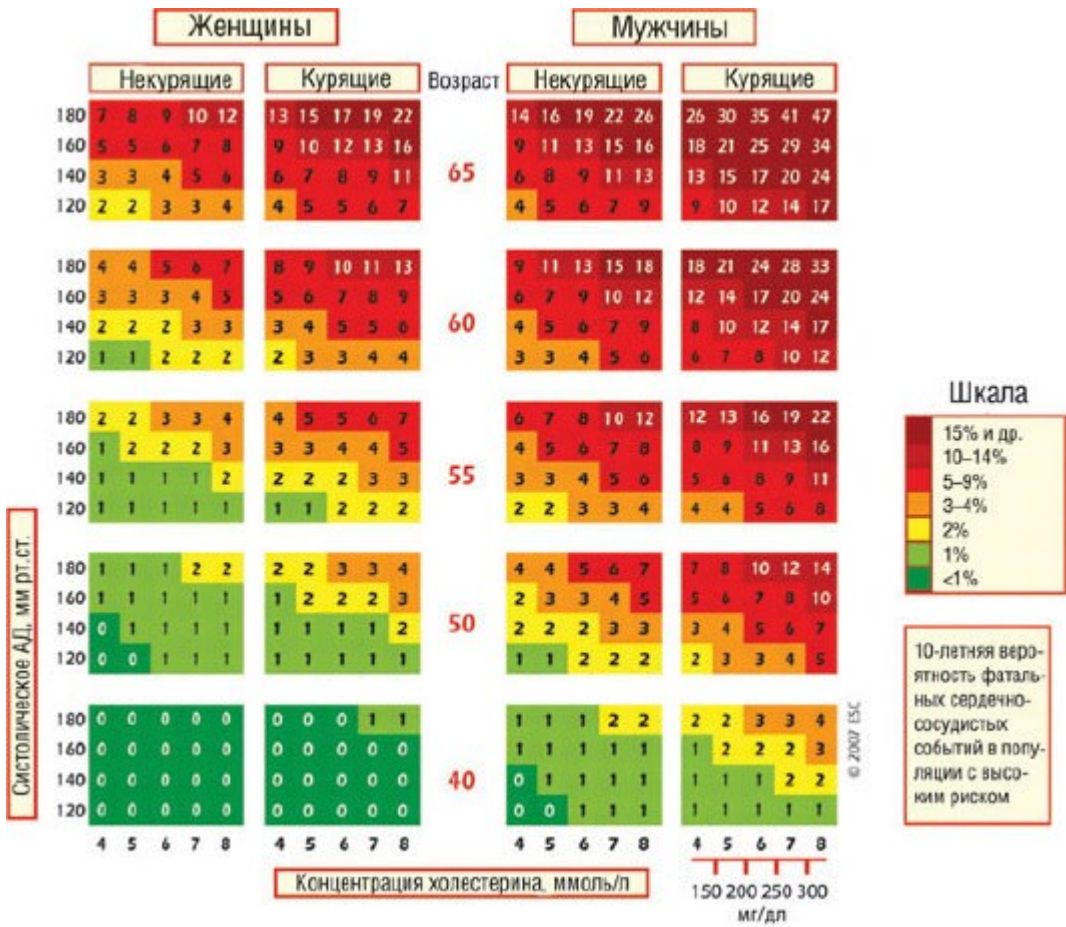 Женщины Мужчины
Некурящие Курящие Возраст Некурящие Курящие
180 7 8 9 10 12 13 15 17 19 22 14 16 19 22 26 26 30 35 41 47
160 5 5 6 7 8 9 10 12 13 16 9 11 13 15 16 18 21 25 29 34
140 3 3 4 5 6 6 7 8 9 11 65 6 8 9 11 13 13 15 17 20 24
120 2 2 3 3 4 4 5 5 6 7 4 5 6 7 9 9 10 12 14 17
180 4 4 5 6 7 8 9 10 11 13 9 11 13 15 18 18 21 24 28 33
160 3 3 3 4 5 5 6 7 8 9 6 7 9 10 12 12 14 17 20 24
140 2 2 2 3 3 3 4 5 5 6 60 4 5 6 7 9 8 10 12 14 17
120 1 1 2 2 2 2 3 3 4 4 3 3 4 5 6 6 7 8 10 12
180 2 2 3 3 4 4 5 5 6 7 6 7 8 10 12 12 13 16 19 22
160 1 2 2 2 3 3 3 4 4 5 4 5 6 7 8 8 9 11 13 16
140 1 1 1 1 2 2 2 2 3 3 55 3 3 4 5 6 5 6 8 9 11
120 1 1 1 1 1 1 1 2 2 2 2 2 3 3 4 4 4 5 6 8
180 1 1 1 2 2 2 2 3 3 4 4 4 5 6 7 7 8 10 12 14
160 1 1 1 1 1 1 2 2 2 3 2 3 3 4 5 5 6 7 8 10
140 0 1 1 1 1 1 1 1 1 2 50 2 2 2 3 3 3 4 5 6 7
120 0 0 1 1 1 1 1 1 1 1 1 1 2 2 2 2 3 3 4 5
180 0 0 0 0 0 0 0 0 1 1 1 1 1 2 2 2 2 3 3 4
160 0 0 0 0 0 0 0 0 0 0 1 1 1 1 1 1 2 2 2 3
140 0 0 0 0 0 0 0 0 0 0 40 0 1 1 1 1 1 1 1 2 2
120 0 0 0 0 0 0 0 0 0 0 0 0 1 1 1 1 1 1 1 1
4 5 6 7 8 4 5 6 7 8 4 5 6 7 8 4 5 6 7 8
Концентрация холестерина, ммоль/л
150 200 250 300
мг/дл
Систолическое АД, мм рт.ст.
© 2007 ESC
Шкала
15% и др.
10–14%
5–9%
3–4%
2%
1%
<1%
10-летняя веро-
ятность фаталь-
ных сердечно-
сосудистых
событий в попу-
ляции с высо-
ким риском